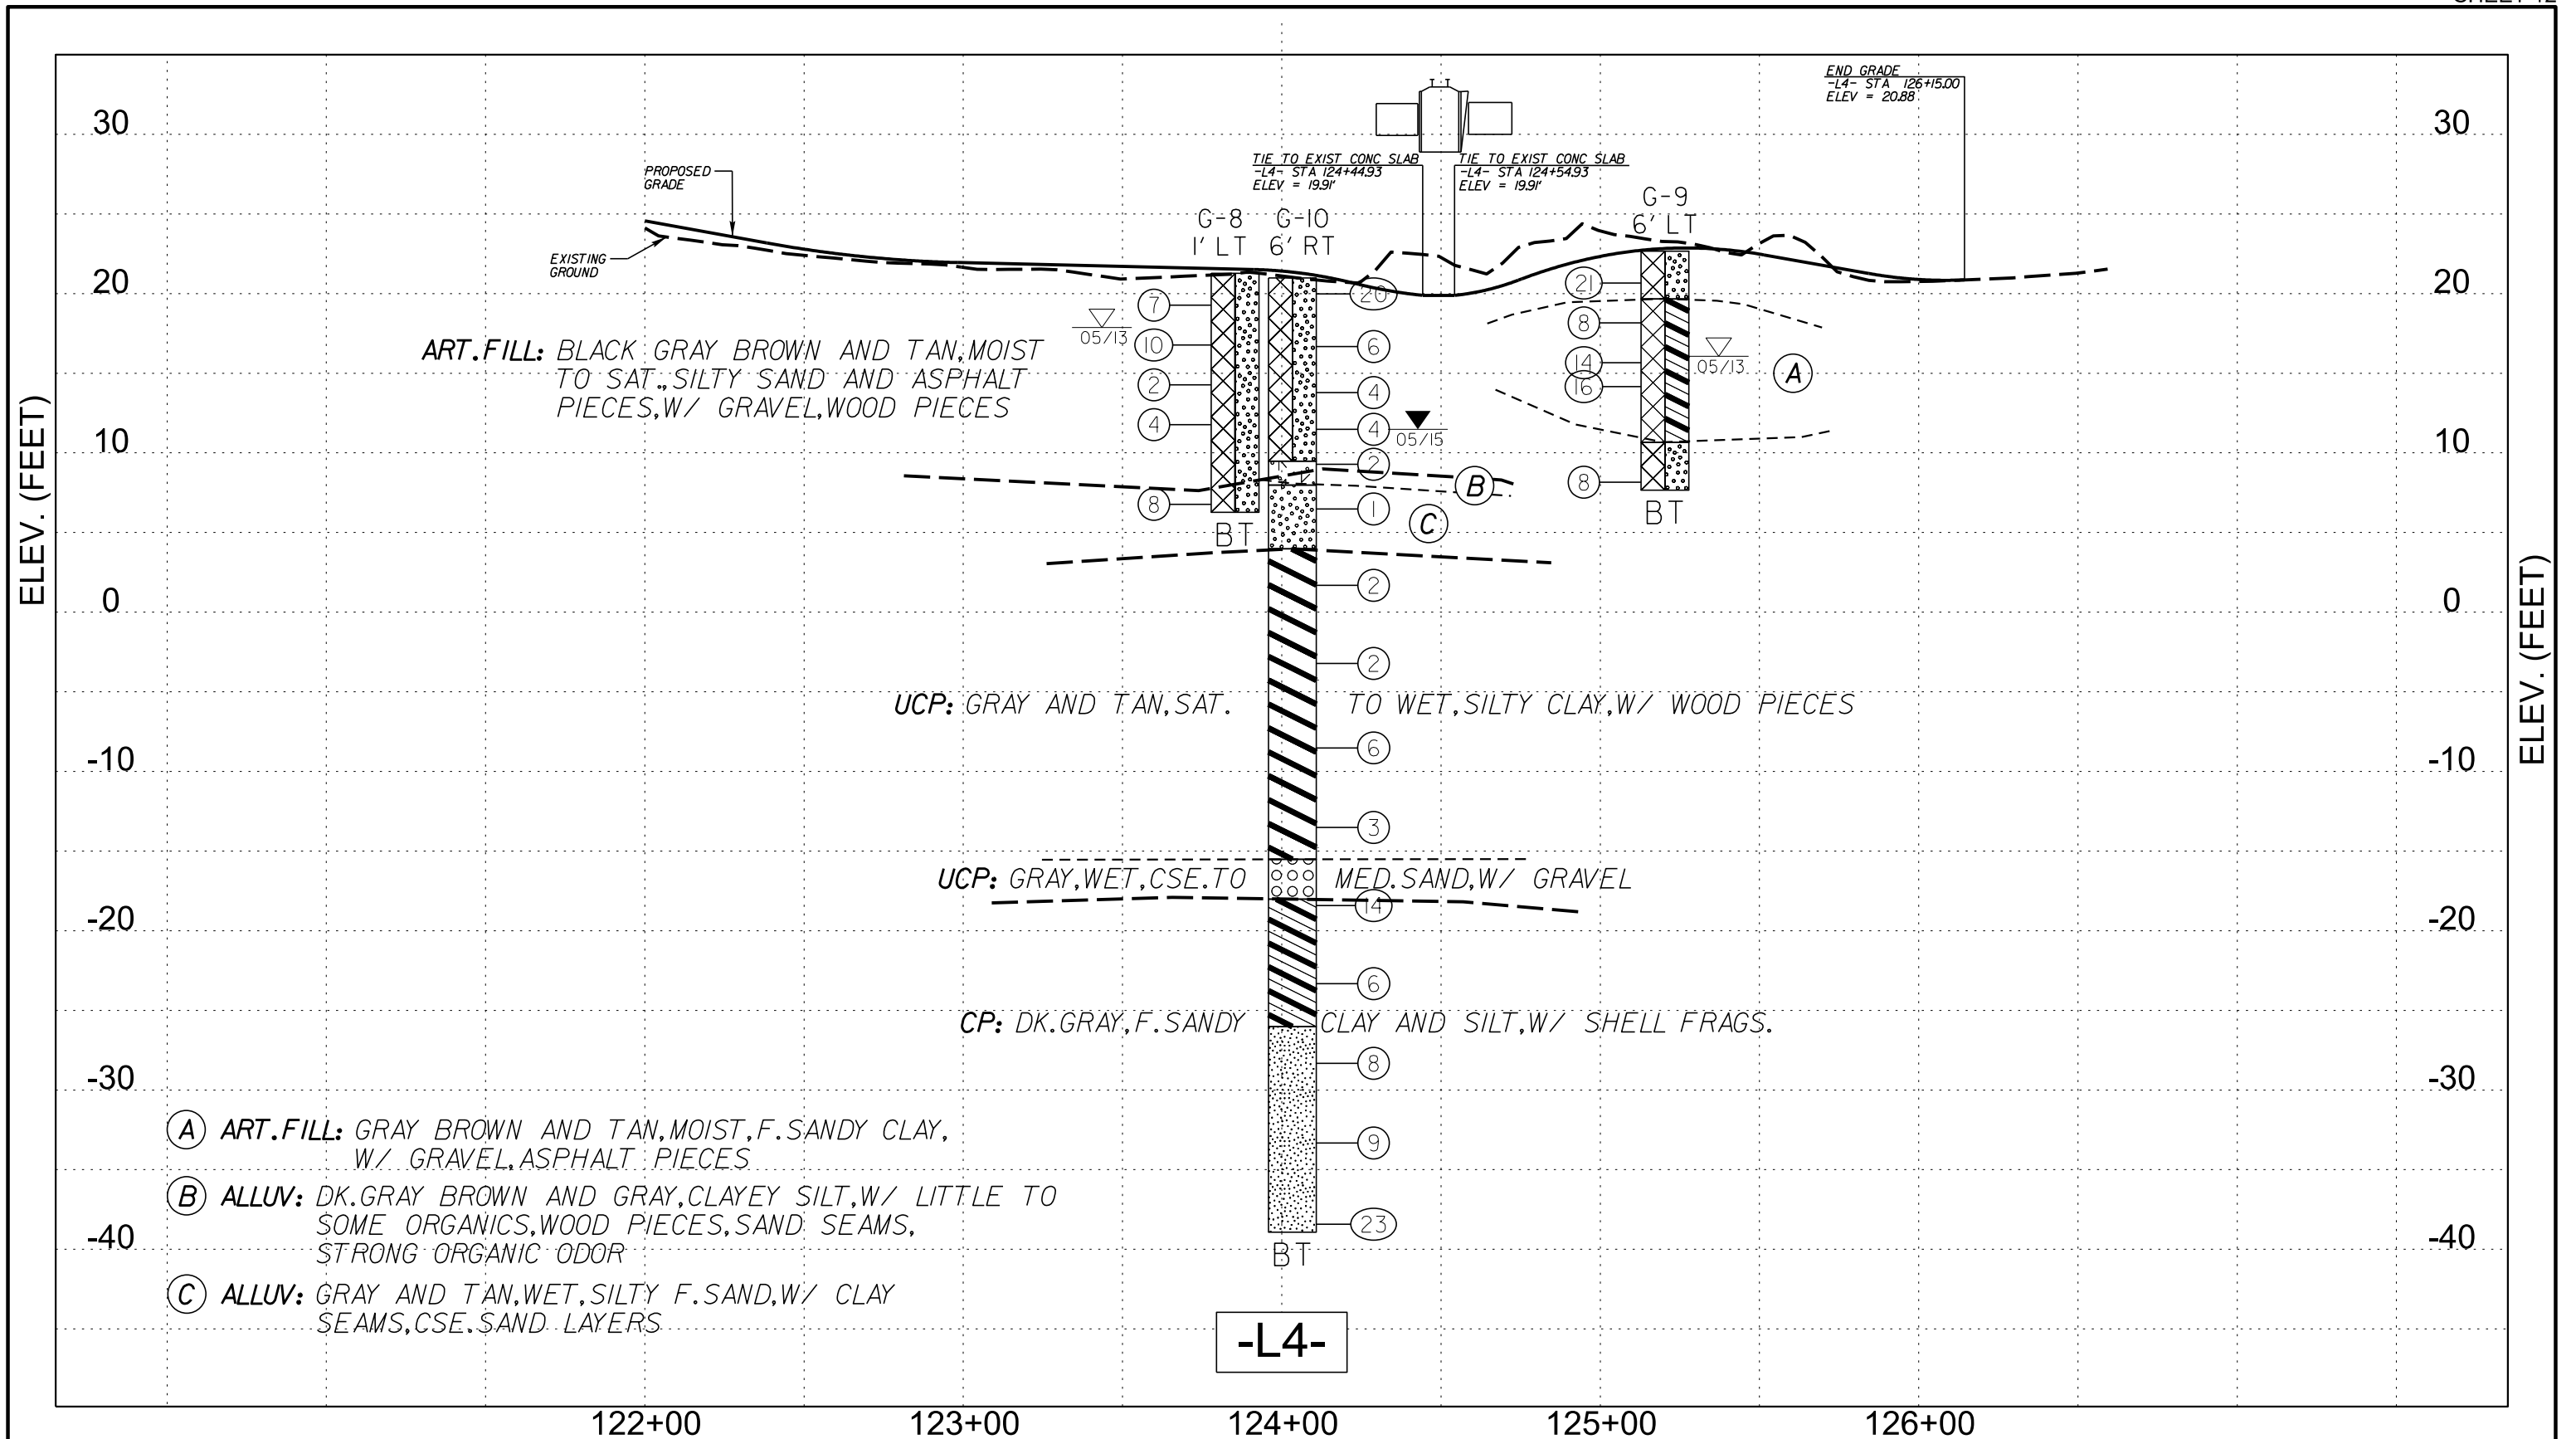 END GRADE
-L4- STA 126+15.00
ELEV = 20.88
30
30
TIE TO EXIST CONC SLAB
-L4- STA 124+44.93
ELEV = 19.91'
TIE TO EXIST CONC SLAB
-L4- STA 124+54.93
ELEV = 19.91'
PROPOSED
GRADE
EXISTING
GROUND
G-8
1' LT
G-10
6' RT
G-9
6' LT
20
20
7
10
2
4
8
05/13
BT
20
6
4
4
2
1
2
2
6
3
14
6
8
9
23
05/15
BT
21
8
14
16
8
05/13
BT
A
B
C
ART.FILL: BLACK GRAY BROWN AND TAN,MOIST
TO SAT.,SILTY SAND AND ASPHALT
PIECES,W/ GRAVEL,WOOD PIECES
ELEV. (FEET)
ELEV. (FEET)
10
10
0
0
UCP: GRAY AND TAN,SAT. TO WET,SILTY CLAY,W/ WOOD PIECES
-10
-10
UCP: GRAY,WET,CSE.TO MED.SAND,W/ GRAVEL
-20
-20
CP: DK.GRAY,F.SANDY CLAY AND SILT,W/ SHELL FRAGS.
-30
-30
A ART.FILL: GRAY BROWN AND TAN,MOIST,F.SANDY CLAY,
W/ GRAVEL,ASPHALT PIECES
B ALLUV: DK.GRAY BROWN AND GRAY,CLAYEY SILT,W/ LITTLE TO
SOME ORGANICS,WOOD PIECES,SAND SEAMS,
STRONG ORGANIC ODOR
-40
-40
C ALLUV: GRAY AND TAN,WET,SILTY F.SAND,W/ CLAY
SEAMS,CSE.SAND LAYERS
-L4-
122+00
123+00
124+00
125+00
126+00